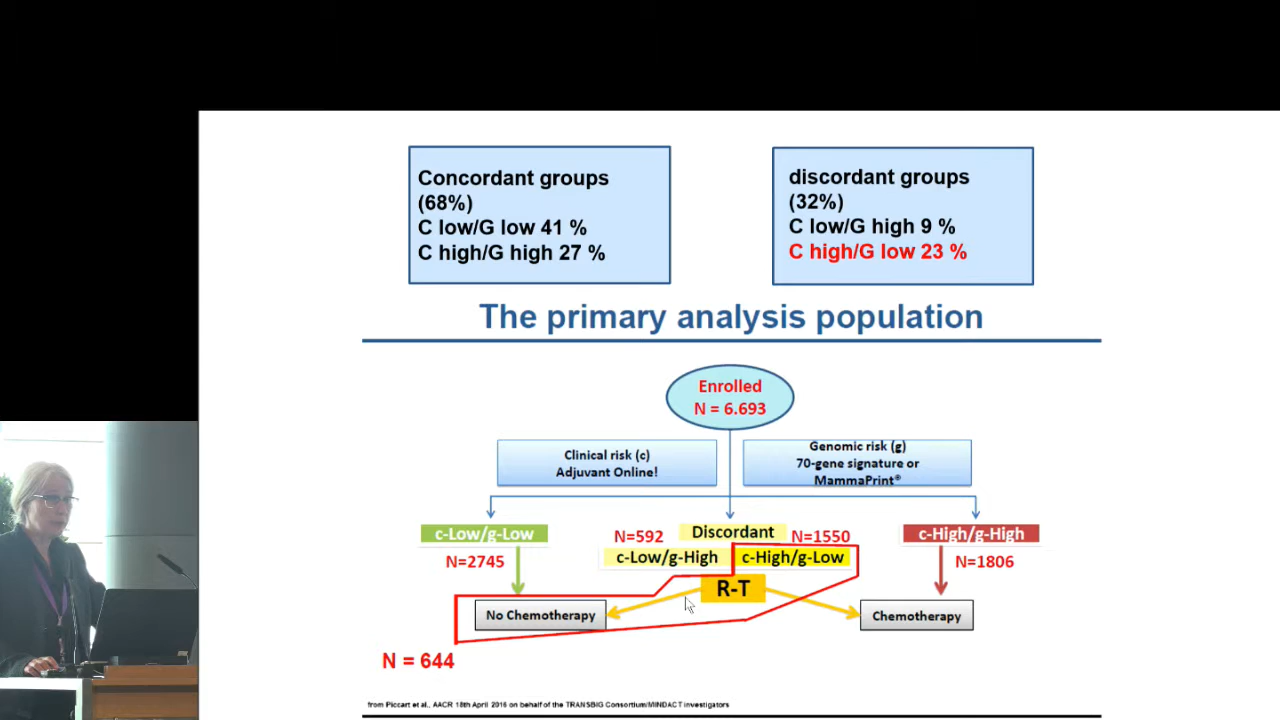 Concordant groups
(68%)
C low/G low 41 %
C high/G high 27 %
discordant groups
(32%)
C low/G high 9 %
C high/G low 23 %
The primary analysis population
Enrolled
N = 6.693
Clinical risk (c)
Adjuvant Online!
Genomic risk (g)
70-gene signature or
MammaPrint®
c-Low/g-Low
N=592
Discordant
N=1550
c-High/g-High
N=2745
c-Low/g-High
c-High/g-Low
N=1806
R-T
No Chemotherapy
Chemotherapy
N = 644
from Piccart et al., AACR 18th April 2016 on behalf of the TRANSBIG Consortium/MINDACT investigators